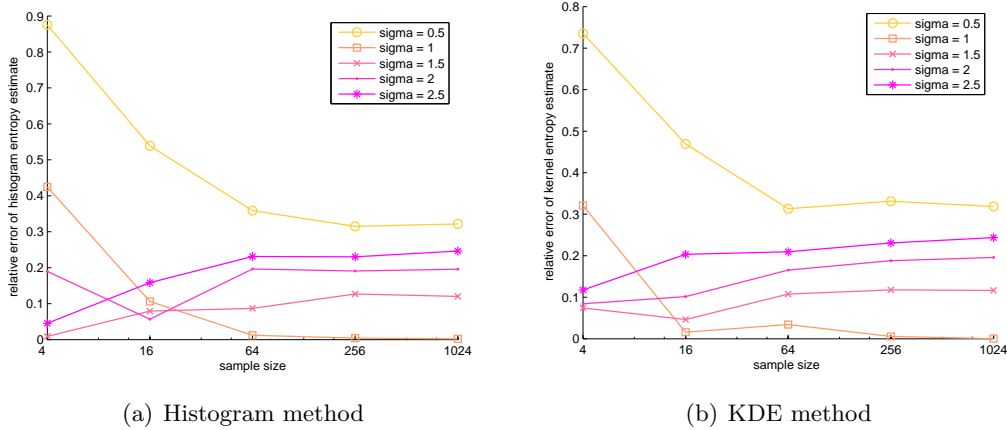 0.9
0.8
0.7
0.6
0.5
0.4
0.3
0.2
0.1
0
relative error of histogram entropy estimate
4
16
64
256
1024
sample size
sigma = 0.5
sigma = 1
sigma = 1.5
sigma = 2
sigma = 2.5
(a) Histogram method
0.8
0.7
0.6
0.5
0.4
0.3
0.2
0.1
0
relative error of kernel entropy estimate
4
16
64
256
1024
sample size
sigma = 0.5
sigma = 1
sigma = 1.5
sigma = 2
sigma = 2.5
(b) KDE method